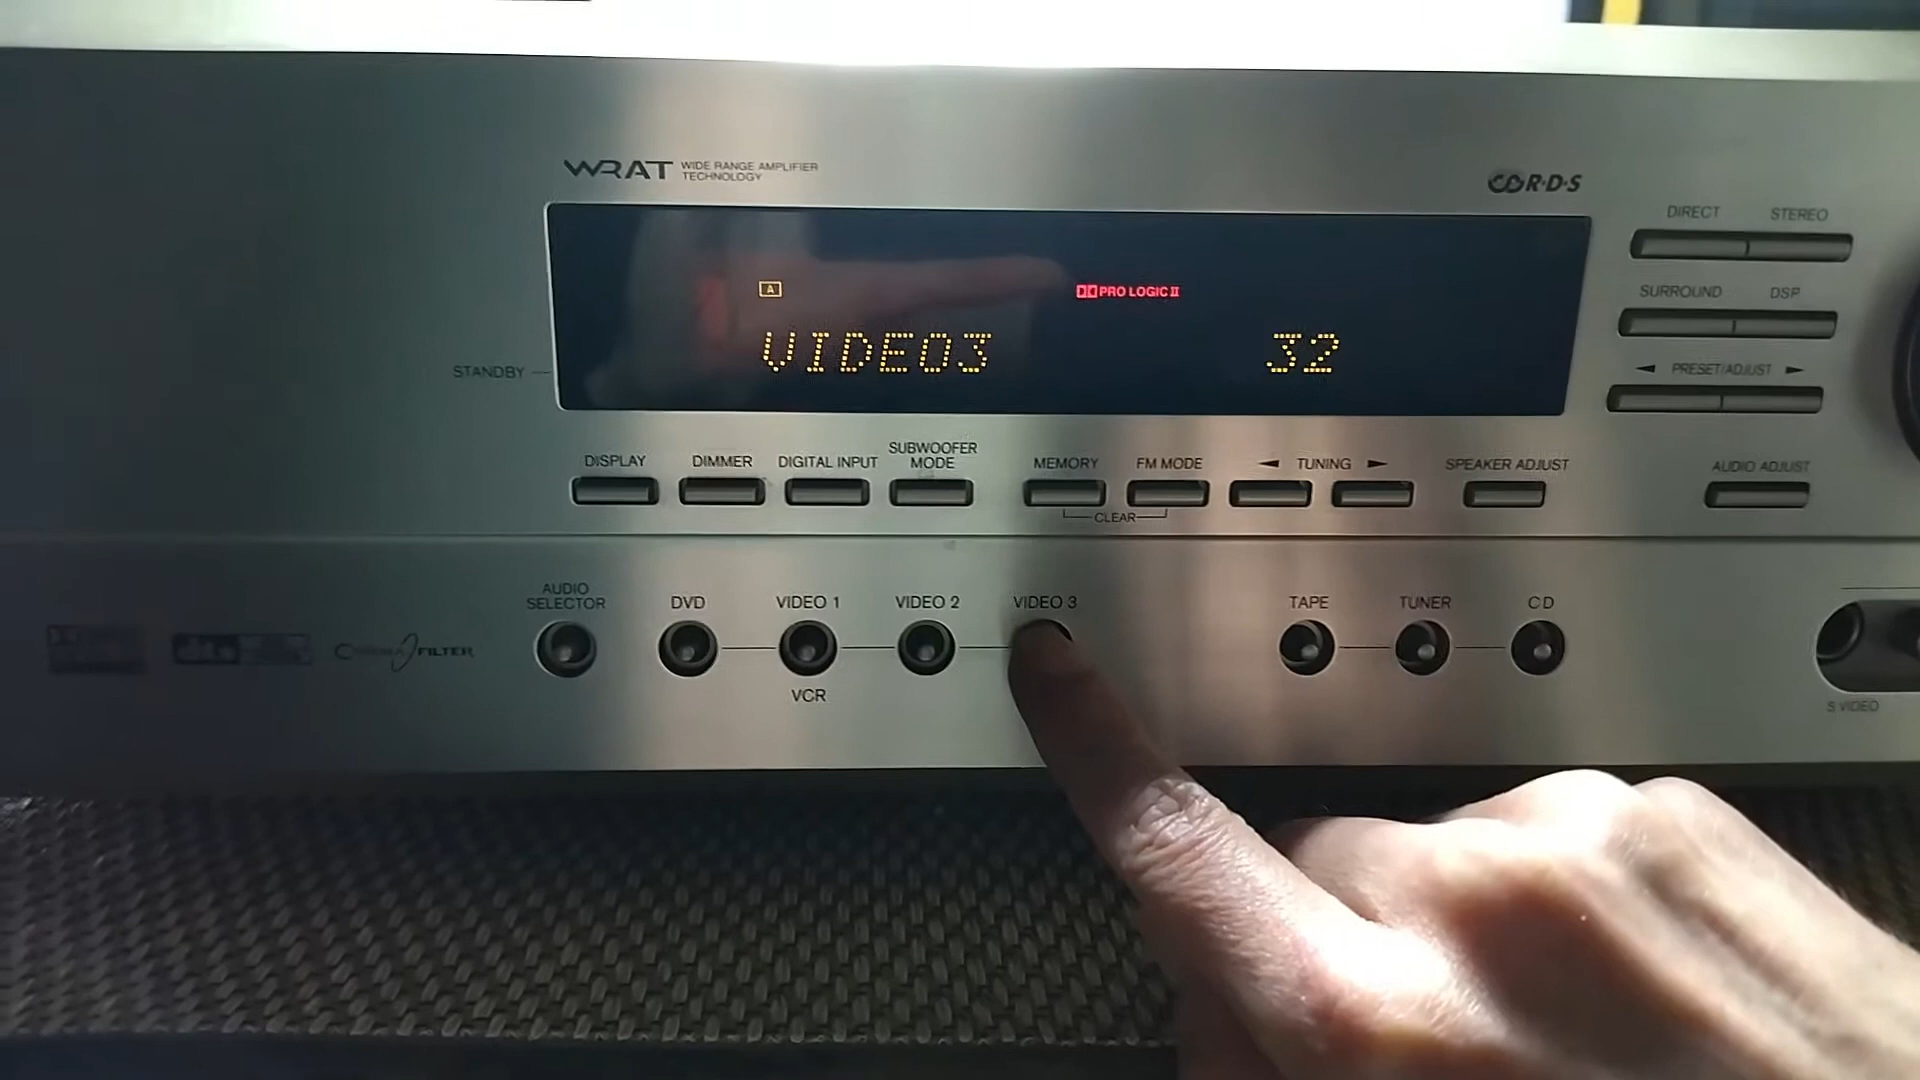 WRAT WIDE RANGE AMPLIFIER
TECHNOLOGY
R·D·S
DIRECT STEREO
A
PRO LOGIC II
SURROUND DSP
VIDEO3 32
STANDBY
◄ PRESET/ADJUST ►
DISPLAY DIMMER DIGITAL INPUT SUBWOOFER
MODE MEMORY FM MODE ◄ TUNING ► SPEAKER ADJUST AUDIO ADJUST
CLEAR
AUDIO
SELECTOR DVD VIDEO 1 VIDEO 2 VIDEO 3 TAPE TUNER CD
FILTER
VCR
S VIDEO